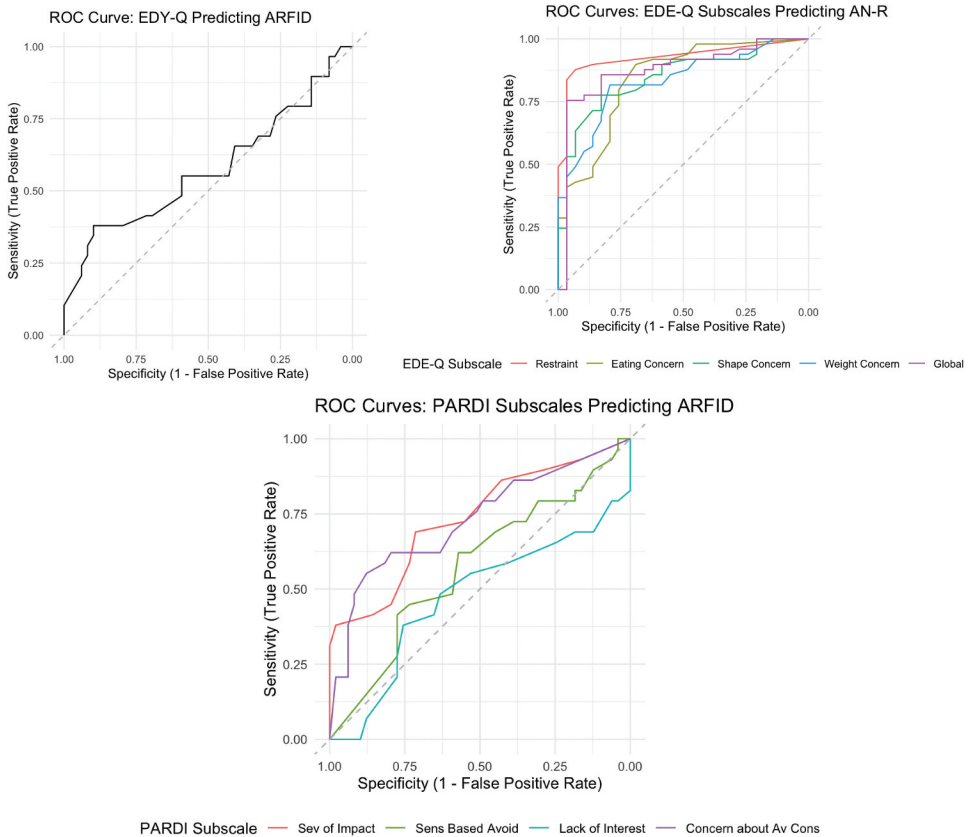 ROC Curve: EDY-Q Predicting ARFID
Sensitivity (True Positive Rate)
1.00
0.75
0.50
0.25
0.00
1.00 0.75 0.50 0.25 0.00
Specificity (1 - False Positive Rate)
ROC Curves: EDE-Q Subscales Predicting AN-R
Sensitivity (True Positive Rate)
1.00
0.75
0.50
0.25
0.00
1.00 0.75 0.50 0.25 0.00
Specificity (1 - False Positive Rate)
EDE-Q Subscale Restraint Eating Concern Shape Concern Weight Concern Global
ROC Curves: PARDI Subscales Predicting ARFID
Sensitivity (True Positive Rate)
1.00
0.75
0.50
0.25
0.00
1.00 0.75 0.50 0.25 0.00
Specificity (1 - False Positive Rate)
PARDI Subscale Sev of Impact Sens Based Avoid Lack of Interest Concern about Av Cons